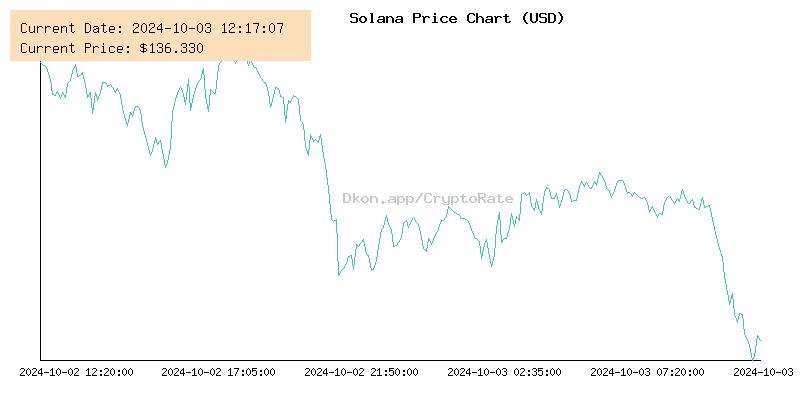 Solana Price Chart (USD)
Current Date: 2024-10-03 12:17:07
Current Price: $136.330
Dkon.app/CryptoRate
2024-10-02 12:20:00 2024-10-02 17:05:00 2024-10-02 21:50:00 2024-10-03 02:35:00 2024-10-03 07:20:00 2024-10-03